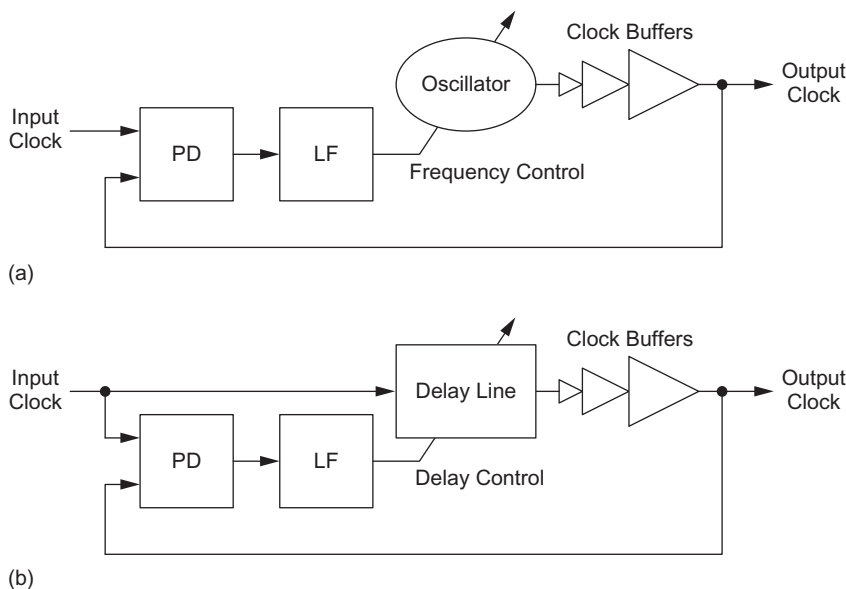 Clock Buffers
Oscillator
Output
Clock
Input
Clock
PD
LF
Frequency Control
(a)
Clock Buffers
Input
Clock
Delay Line
Output
Clock
PD
LF
Delay Control
(b)